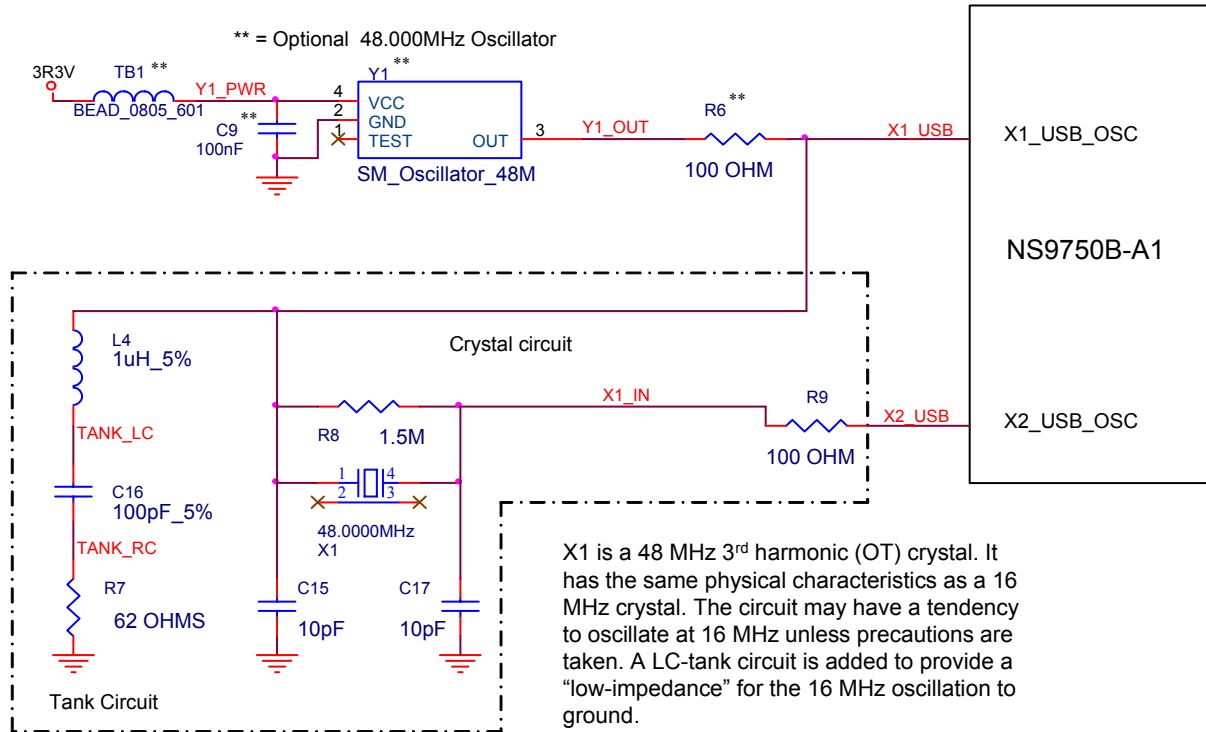 ** = Optional 48.000MHz Oscillator
3R3V
TB1 **
BEAD_0805_601
Y1_PWR
**
C9
100nF
Y1 **
4
2
1
VCC
GND
TEST
OUT
3
SM_Oscillator_48M
Y1_OUT
R6 **
100 OHM
X1_USB
X1_USB_OSC
NS9750B-A1
X2_USB_OSC
L4
1uH_5%
Crystal circuit
TANK_LC
R8
1.5M
X1_IN
R9
100 OHM
X2_USB
C16
100pF_5%
1
4
2
3
48.0000MHz
X1
TANK_RC
R7
62 OHMS
C15
10pF
C17
10pF
Tank Circuit
X1 is a 48 MHz 3rd harmonic (OT) crystal. It
has the same physical characteristics as a 16
MHz crystal. The circuit may have a tendency
to oscillate at 16 MHz unless precautions are
taken. A LC-tank circuit is added to provide a
“low-impedance” for the 16 MHz oscillation to
ground.